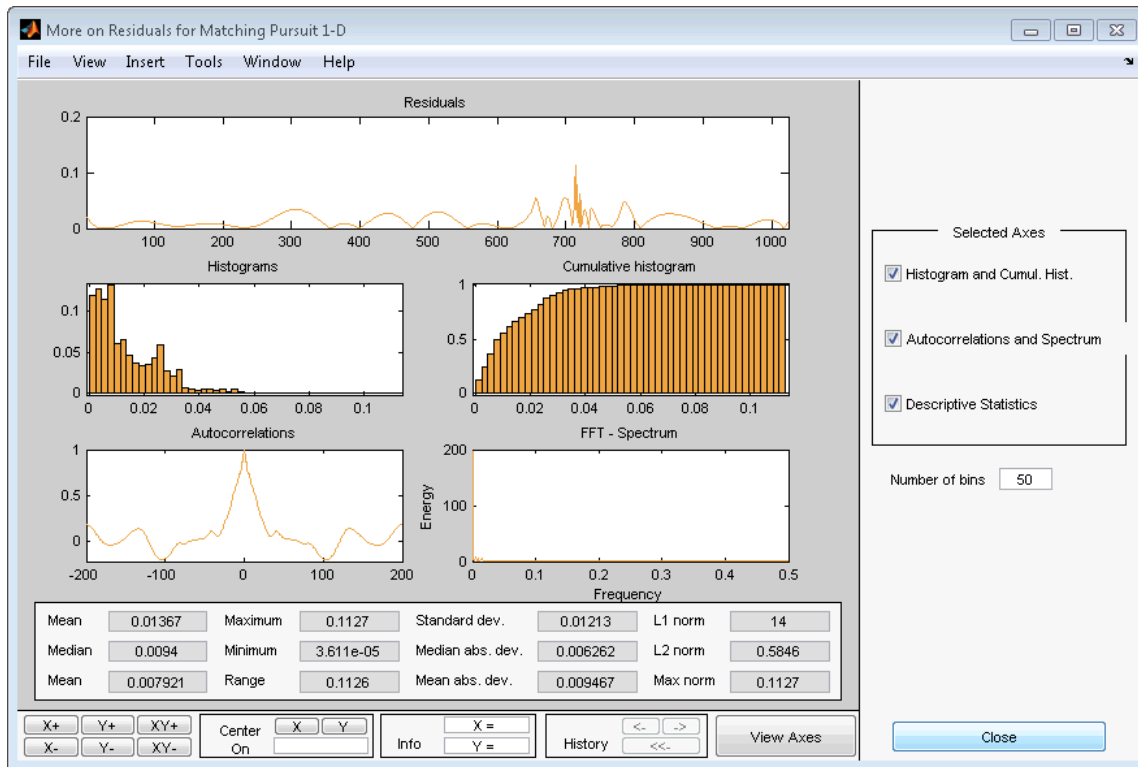 More on Residuals for Matching Pursuit 1-D
File View Insert Tools Window Help
Residuals
0.2
0.1
0
100 200 300 400 500 600 700 800 900 1000
Histograms
0.1
0.05
0
0 0.02 0.04 0.06 0.08 0.1
Cumulative histogram
1
0.5
0
0 0.02 0.04 0.06 0.08 0.1
Autocorrelations
1
0.5
0
-200 -100 0 100 200
FFT - Spectrum
Energy
200
100
0
0 0.1 0.2 0.3 0.4 0.5
Frequency
Mean 0.01367 Maximum 0.1127 Standard dev. 0.01213 L1 norm 14
Median 0.0094 Minimum 3.611e-05 Median abs. dev. 0.006262 L2 norm 0.5846
Mean 0.007921 Range 0.1126 Mean abs. dev. 0.009467 Max norm 0.1127
Selected Axes
Histogram and Cumul. Hist.
Autocorrelations and Spectrum
Descriptive Statistics
Number of bins 50
X+ Y+ XY+
X- Y- XY-
Center
On
X Y
Info
X =
Y =
History
<- ->
<<-
View Axes
Close